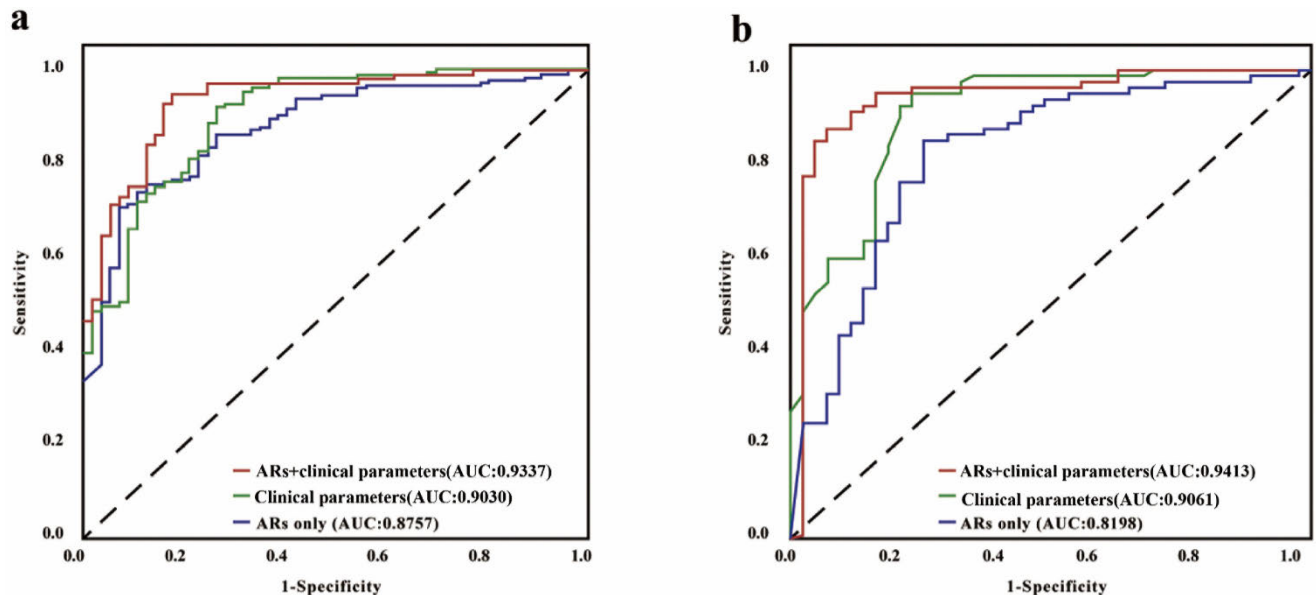 a
1.0
0.8
0.6
0.4
0.2
0.0
Sensitivity
ARs+clinical parameters(AUC:0.9337)
Clinical parameters(AUC:0.9030)
ARs only (AUC:0.8757)
0.0 0.2 0.4 0.6 0.8 1.0
1-Specificity
b
1.0
0.8
0.6
0.4
0.2
0.0
Sensitivity
ARs+clinical parameters(AUC:0.9413)
Clinical parameters(AUC:0.9061)
ARs only (AUC:0.8198)
0.0 0.2 0.4 0.6 0.8 1.0
1-Specificity